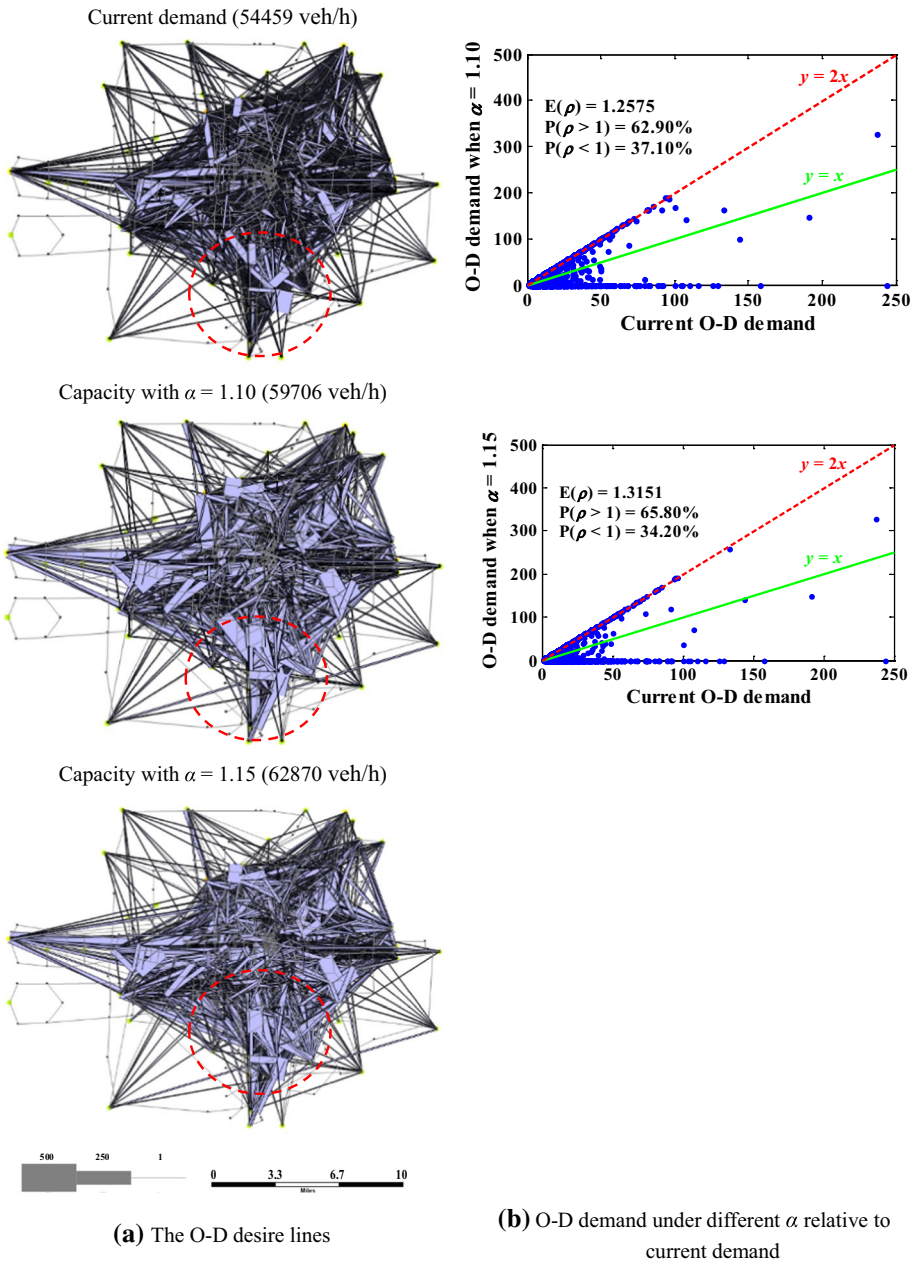 Current demand (54459 veh/h)
Capacity with α = 1.10 (59706 veh/h)
Capacity with α = 1.15 (62870 veh/h)
500 250 1
0 3.3 6.7 10
Miles
(a) The O-D desire lines
O-D demand when α = 1.10
500
400
300
200
100
0
0 50 100 150 200 250
Current O-D demand
E(ρ) = 1.2575
P(ρ > 1) = 62.90%
P(ρ < 1) = 37.10%
y = 2x
y = x
O-D demand when α = 1.15
500
400
300
200
100
0
0 50 100 150 200 250
Current O-D demand
E(ρ) = 1.3151
P(ρ > 1) = 65.80%
P(ρ < 1) = 34.20%
y = 2x
y = x
(b) O-D demand under different α relative to
current demand